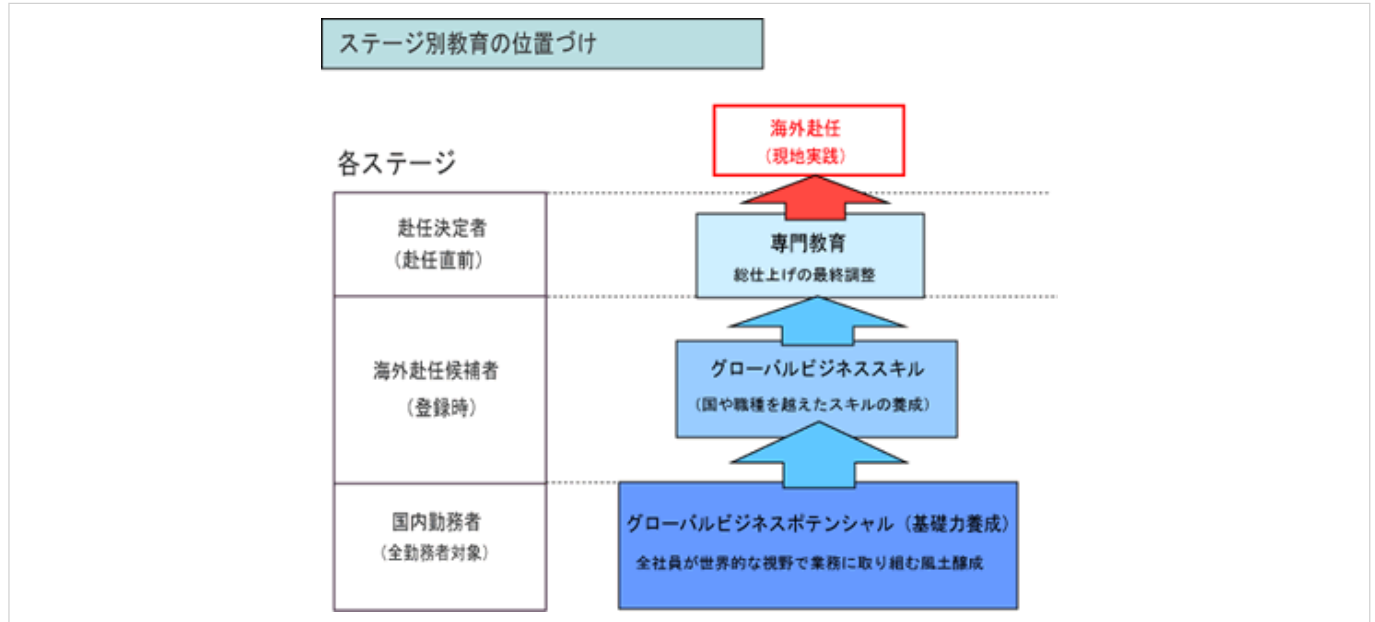 ステージ別教育の位置づけ
各ステージ
海外赴任
（現地実践）
赴任決定者
（赴任直前）
専門教育
総仕上げの最終調整
海外赴任候補者
（登録時）
グローバルビジネススキル
（国や職種を越えたスキルの養成）
国内勤務者
（全勤務者対象）
グローバルビジネスポテンシャル（基礎力養成）
全社員が世界的な視野で業務に取り組む風土醸成